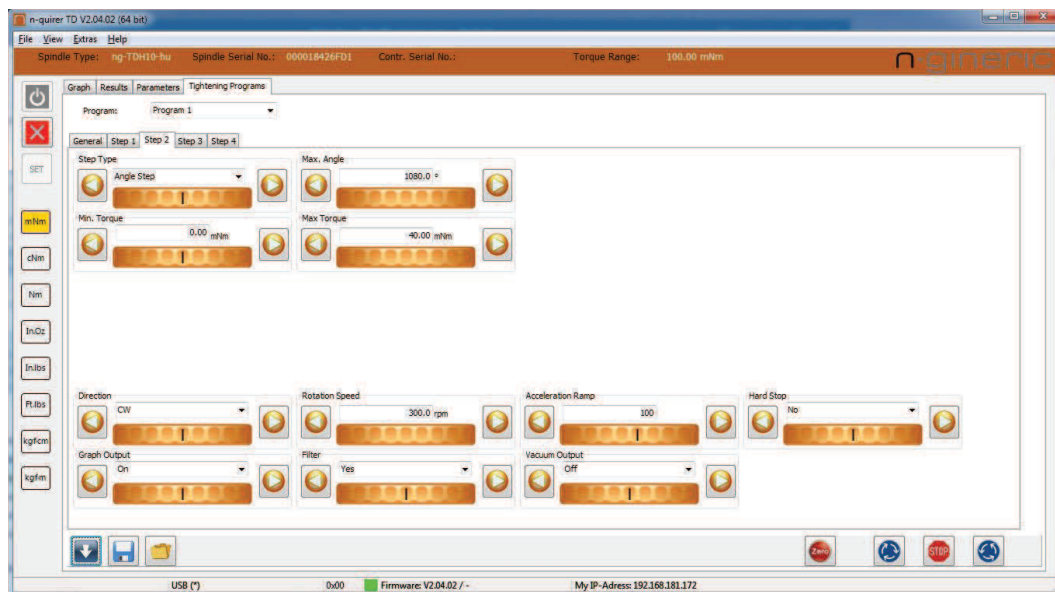 n-quirer TD V2.04.02 (64 bit)
File View Extras Help
Spindle Type: ng-TDH10-hu Spindle Serial No.: 000018426FD1 Contr. Serial No.: Torque Range: 100.00 mNm n-gineric
Graph Results Parameters Tightening Programs
Program: Program 1
General Step 1 Step 2 Step 3 Step 4
SET
mNm
cNm
Nm
In.Oz
In.lbs
Ft.lbs
kgfcm
kgfm
Step Type Max. Angle
Angle Step 1080.0 °
Min. Torque Max Torque
0.00 mNm 40.00 mNm
Direction Rotation Speed Acceleration Ramp Hard Stop
CW 300.0 rpm 100 No
Graph Output Filter Vacuum Output
On Yes Off
Zero STOP
USB (*) 0x00 Firmware: V2.04.02 / - My IP-Adress: 192.168.181.172